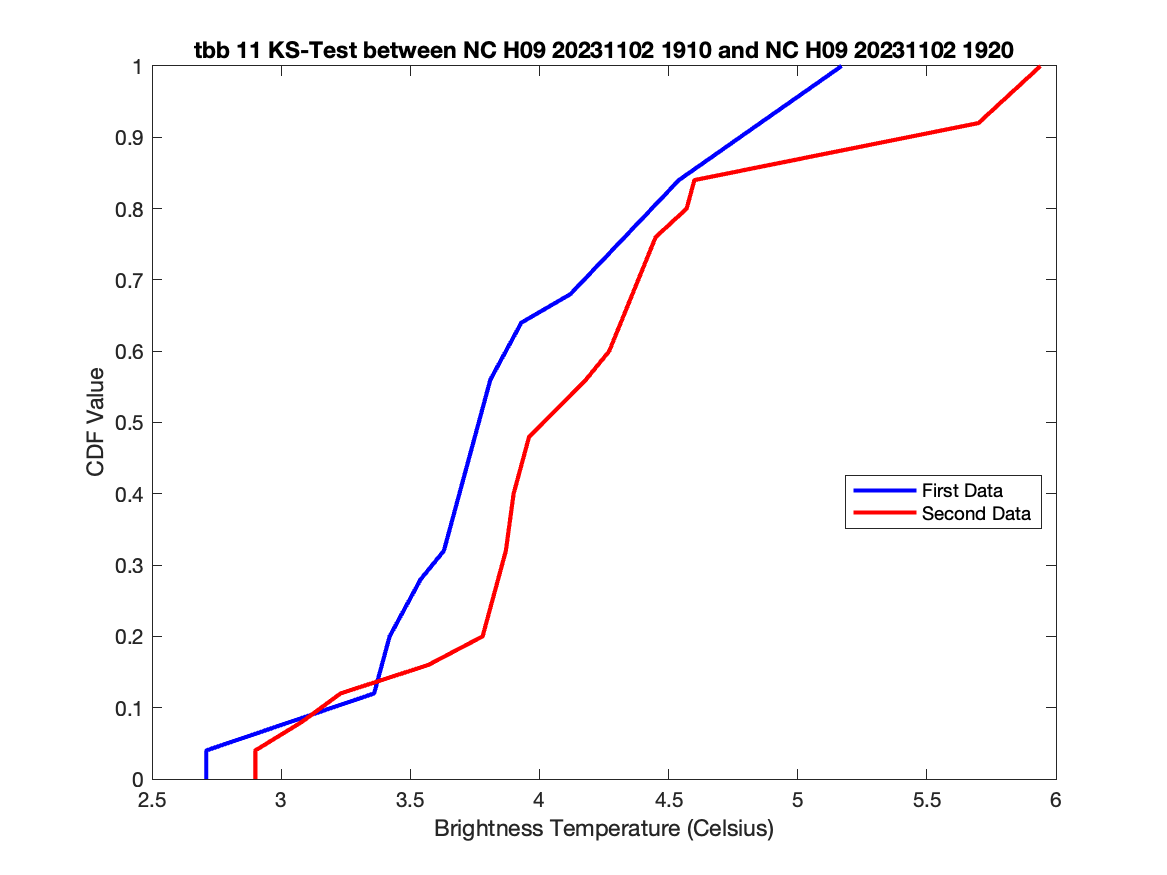 tbb 11 KS-Test between NC H09 20231102 1910 and NC H09 20231102 1920
1
0.9
0.8
0.7
0.6
0.5
0.4
0.3
0.2
0.1
0
CDF Value
First Data
Second Data
2.5 3 3.5 4 4.5 5 5.5 6
Brightness Temperature (Celsius)